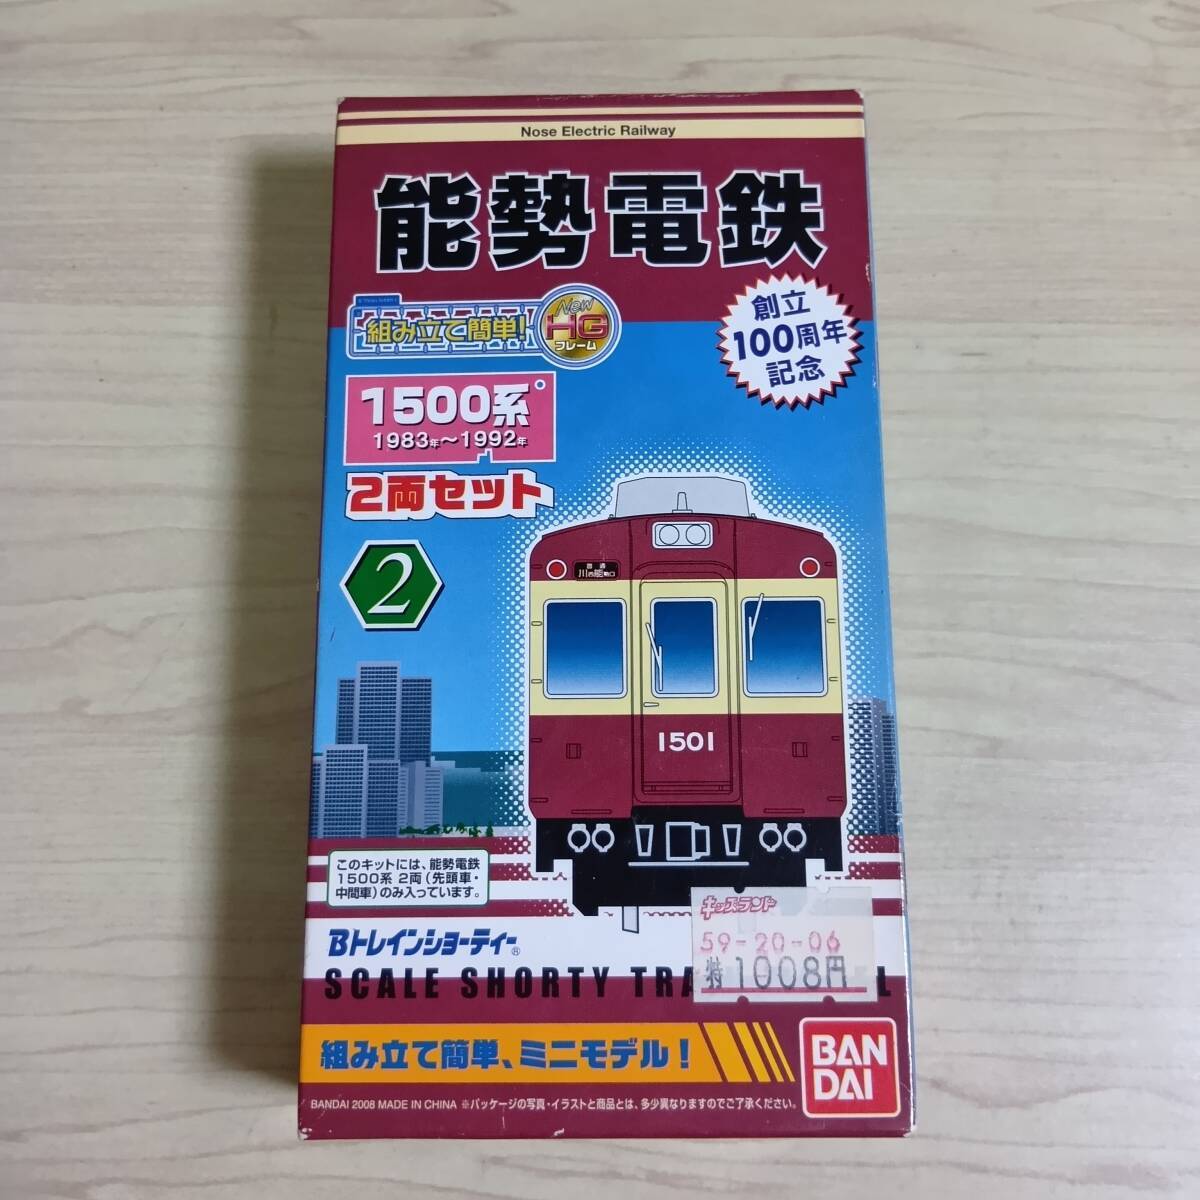 Nose Electric Railway
能勢電鉄
創立
100周年
記念
組み立て簡単!
New
HG
フレーム
1500系
1983年～1992年
2両セット
2
普通
川西能勢口
1501
このキットには、能勢電鉄
1500系 2両（先頭車・
中間車）のみ入っています。
Bトレインショーティー®
キッズランド
59-20-06
特1008円
SCALE SHORTY TRA L
組み立て簡単、ミニモデル！
BAN
DAI
BANDAI 2008 MADE IN CHINA ※パッケージの写真・イラストと商品とは、多少異なりますのでご了承ください。